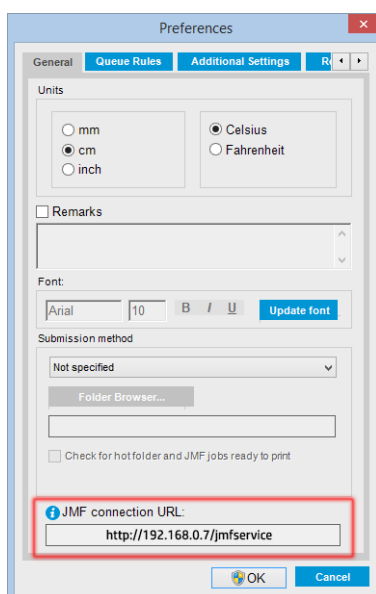 Preferences
General Queue Rules Additional Settings
Units
mm
cm
inch
Celsius
Fahrenheit
Remarks
Font:
Arial 10 B I U Update font
Submission method
Not specified
Folder Browser...
Check for hot folder and JMF jobs ready to print
JMF connection URL:
http://192.168.0.7/jmfservice
OK Cancel